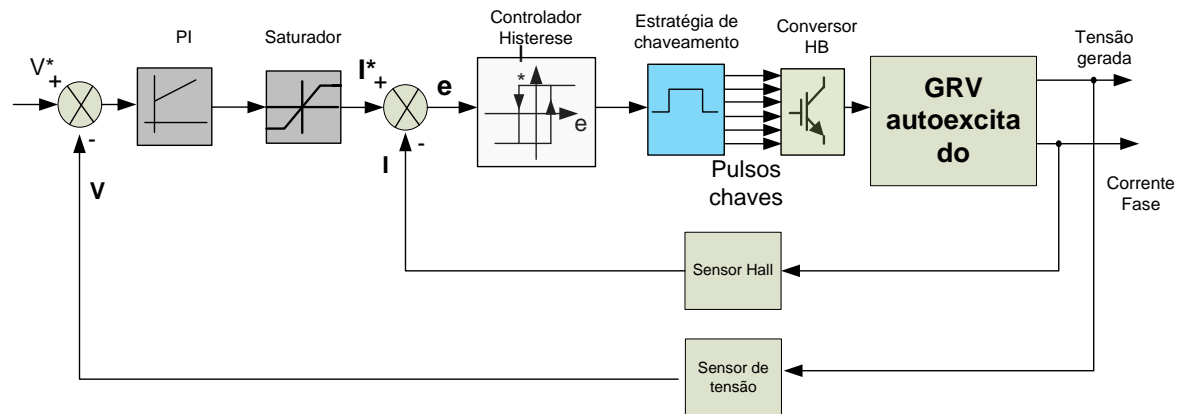 Controlador
Histerese
Estratégia de
chaveamento
Conversor
HB
Tensão
gerada
PI
Saturador
V*
+
-
V
I*
+
-
I
e
*
e
I
Pulsos
chaves
GRV
autoexcita
do
Corrente
Fase
Sensor Hall
Sensor de
tensão